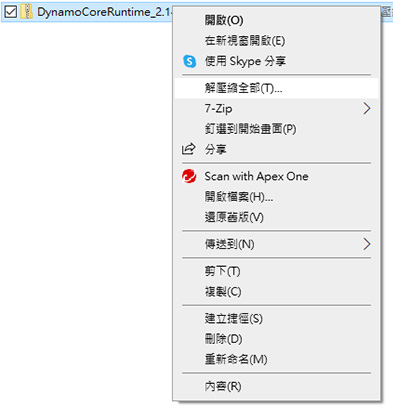 DynamoCoreRuntime_2.1
開啟(O)
在新視窗開啟(E)
使用 Skype 分享
解壓縮全部(T)...
7-Zip
釘選到開始畫面(P)
分享
Scan with Apex One
開啟檔案(H)...
還原舊版(V)
傳送到(N)
剪下(T)
複製(C)
建立捷徑(S)
刪除(D)
重新命名(M)
內容(R)